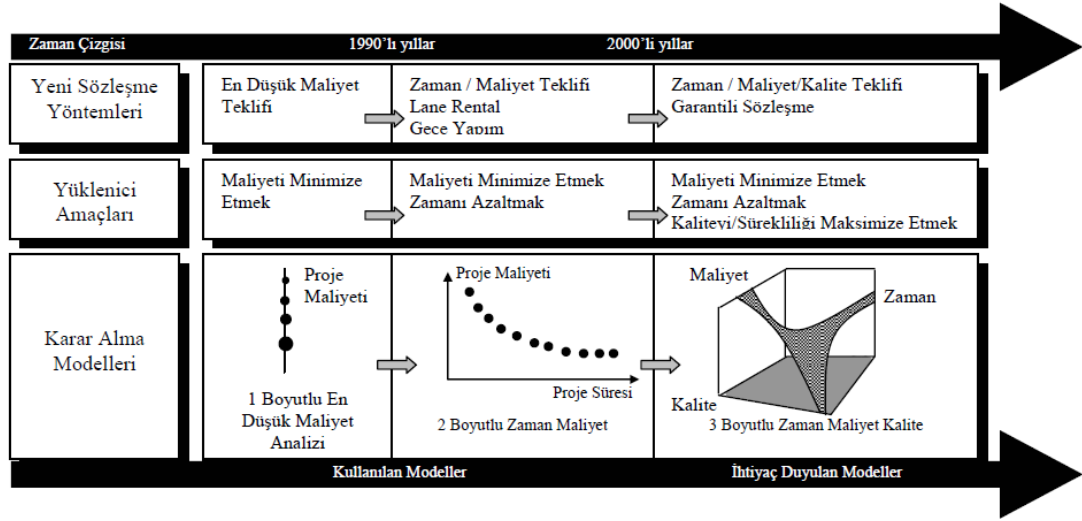 Zaman Çizgisi 1990'lı yıllar 2000'li yıllar
Yeni Sözleşme
Yöntemleri
En Düşük Maliyet
Teklifi
Zaman / Maliyet Teklifi
Lane Rental
Gece Yapım
Zaman / Maliyet/Kalite Teklifi
Garantili Sözleşme
Yüklenici
Amaçları
Maliyeti Minimize
Etmek
Maliyeti Minimize Etmek
Zamanı Azaltmak
Maliyeti Minimize Etmek
Zamanı Azaltmak
Kaliteyi/Sürekliliği Maksimize Etmek
Karar Alma
Modelleri
Proje
Maliyeti
1 Boyutlu En
Düşük Maliyet
Analizi
Proje Maliyeti
Proje Süresi
2 Boyutlu Zaman Maliyet
Maliyet
Zaman
Kalite
3 Boyutlu Zaman Maliyet Kalite
Kullanılan Modeller İhtiyaç Duyulan Modeller